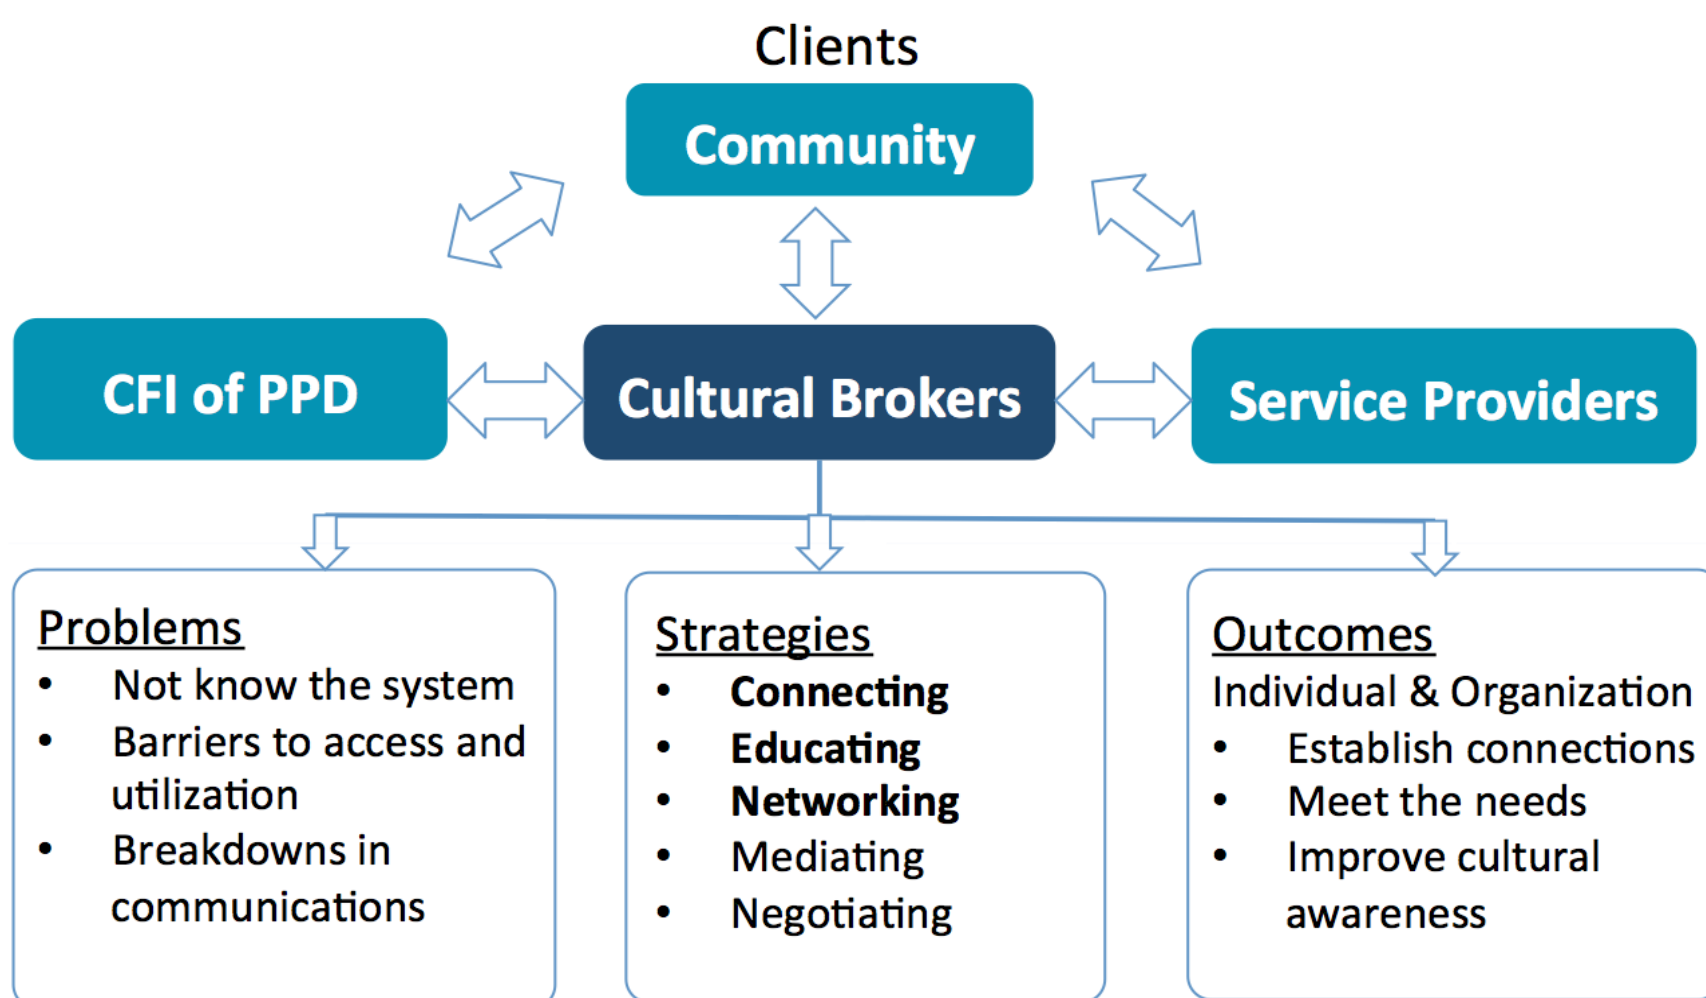 Clients
Community
CFI of PPD
Cultural Brokers
Service Providers
Problems
• Not know the system
• Barriers to access and
utilization
• Breakdowns in
communications
Strategies
• Connecting
• Educating
• Networking
• Mediating
• Negotiating
Outcomes
Individual & Organization
• Establish connections
• Meet the needs
• Improve cultural
awareness